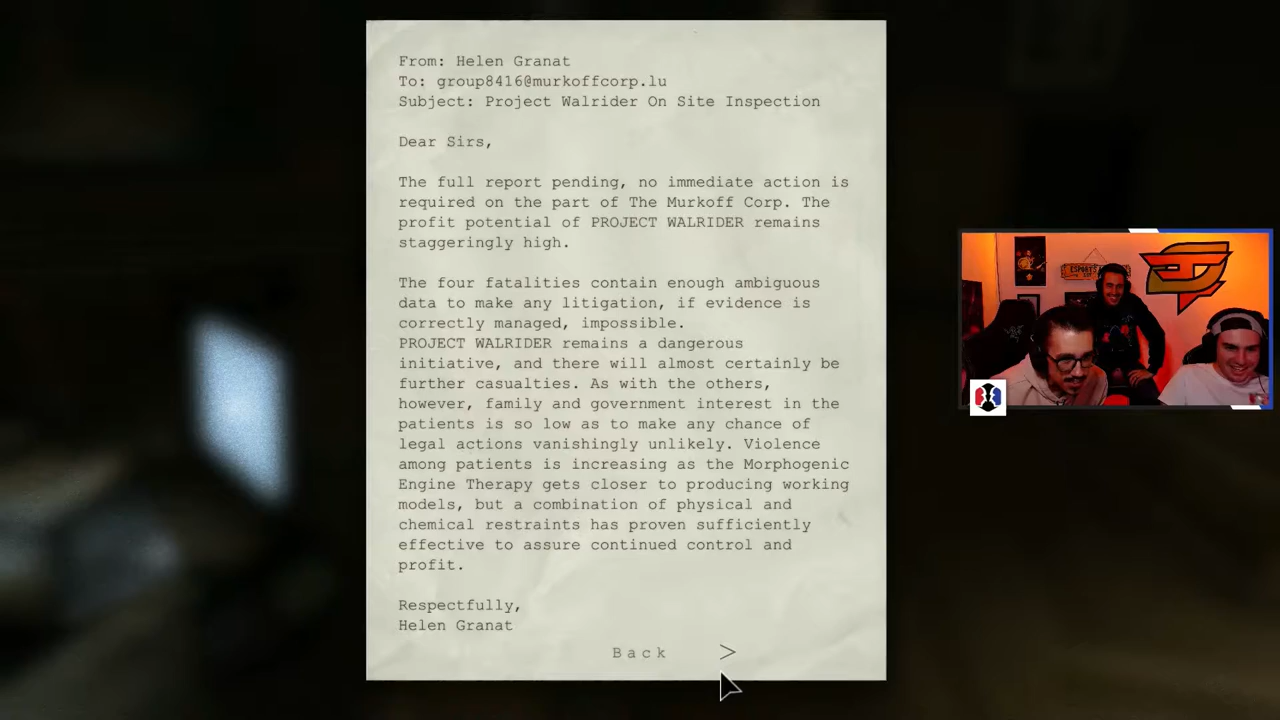 From: Helen Granat
To: group8416@murkoffcorp.lu
Subject: Project Walrider On Site Inspection
Dear Sirs,
The full report pending, no immediate action is
required on the part of The Murkoff Corp. The
profit potential of PROJECT WALRIDER remains
staggeringly high.
The four fatalities contain enough ambiguous
data to make any litigation, if evidence is
correctly managed, impossible.
PROJECT WALRIDER remains a dangerous
initiative, and there will almost certainly be
further casualties. As with the others,
however, family and government interest in the
patients is so low as to make any chance of
legal actions vanishingly unlikely. Violence
among patients is increasing as the Morphogenic
Engine Therapy gets closer to producing working
models, but a combination of physical and
chemical restraints has proven sufficiently
effective to assure continued control and
profit.
Respectfully,
Helen Granat
Back >
ESPORTS